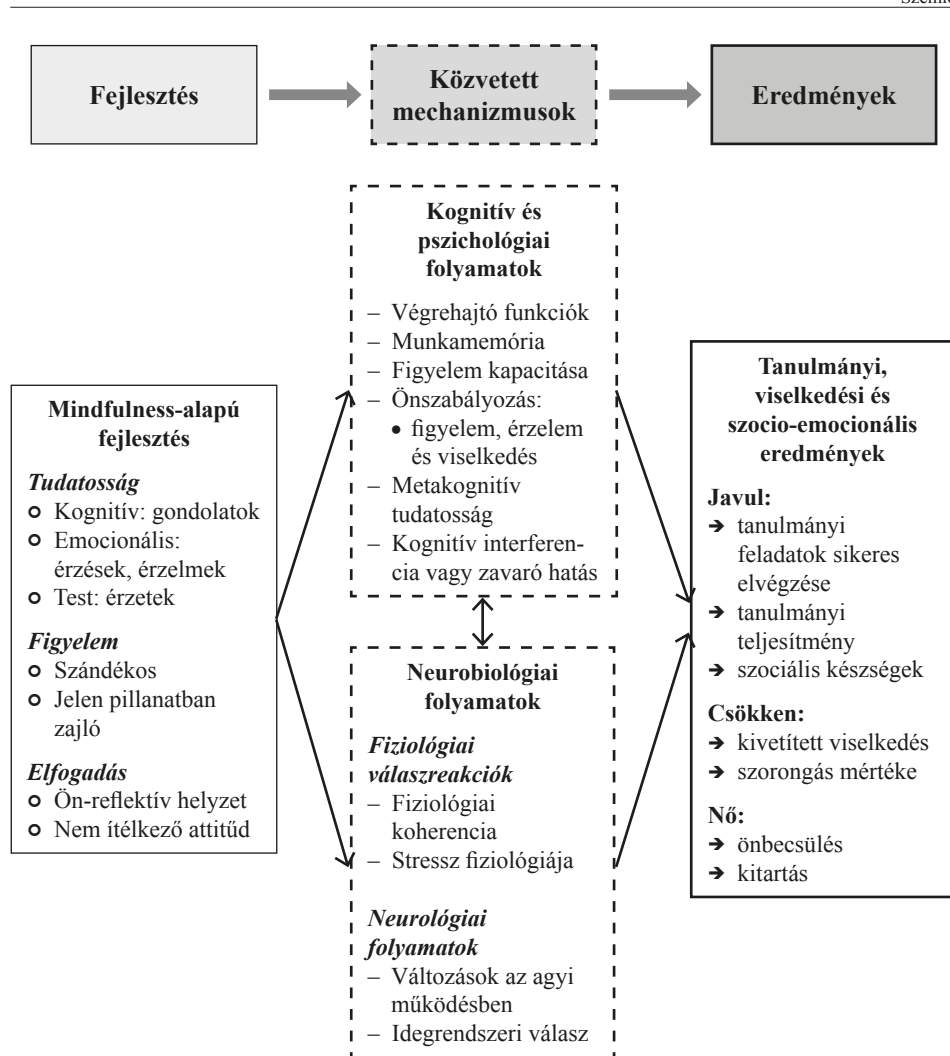 Fejlesztés
Közvetett
mechanizmusok
Eredmények
Mindfulness-alapú
fejlesztés
Tudatosság
Kognitív: gondolatok
Emocionális:
érzések, érzelmek
Test: érzetek
Figyelem
Szándékos
Jelen pillanatban
zajló
Elfogadás
Ön-reflektív helyzet
Nem ítélkező attitűd
Kognitív és
pszichológiai
folyamatok
– Végrehajtó funkciók
– Munkamemória
– Figyelem kapacitása
– Önszabályozás:
• figyelem, érzelem
és viselkedés
– Metakognitív
tudatosság
– Kognitív interferen-
cia vagy zavaró hatás
Neurobiológiai
folyamatok
Fiziológiai
válaszreakciók
– Fiziológiai
koherencia
– Stressz fiziológiája
Neurológiai
folyamatok
– Változások az agyi
működésben
– Idegrendszeri válasz
Tanulmányi,
viselkedési és
szocio-emocionális
eredmények
Javul:
➔ tanulmányi
feladatok sikeres
elvégzése
➔ tanulmányi
teljesítmény
➔ szociális készségek
Csökken:
➔ kivetített viselkedés
➔ szorongás mértéke
Nő:
➔ önbecsülés
➔ kitartás